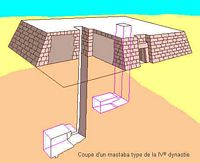 Coupe d'un mastaba type de la IVᵉ dynastie